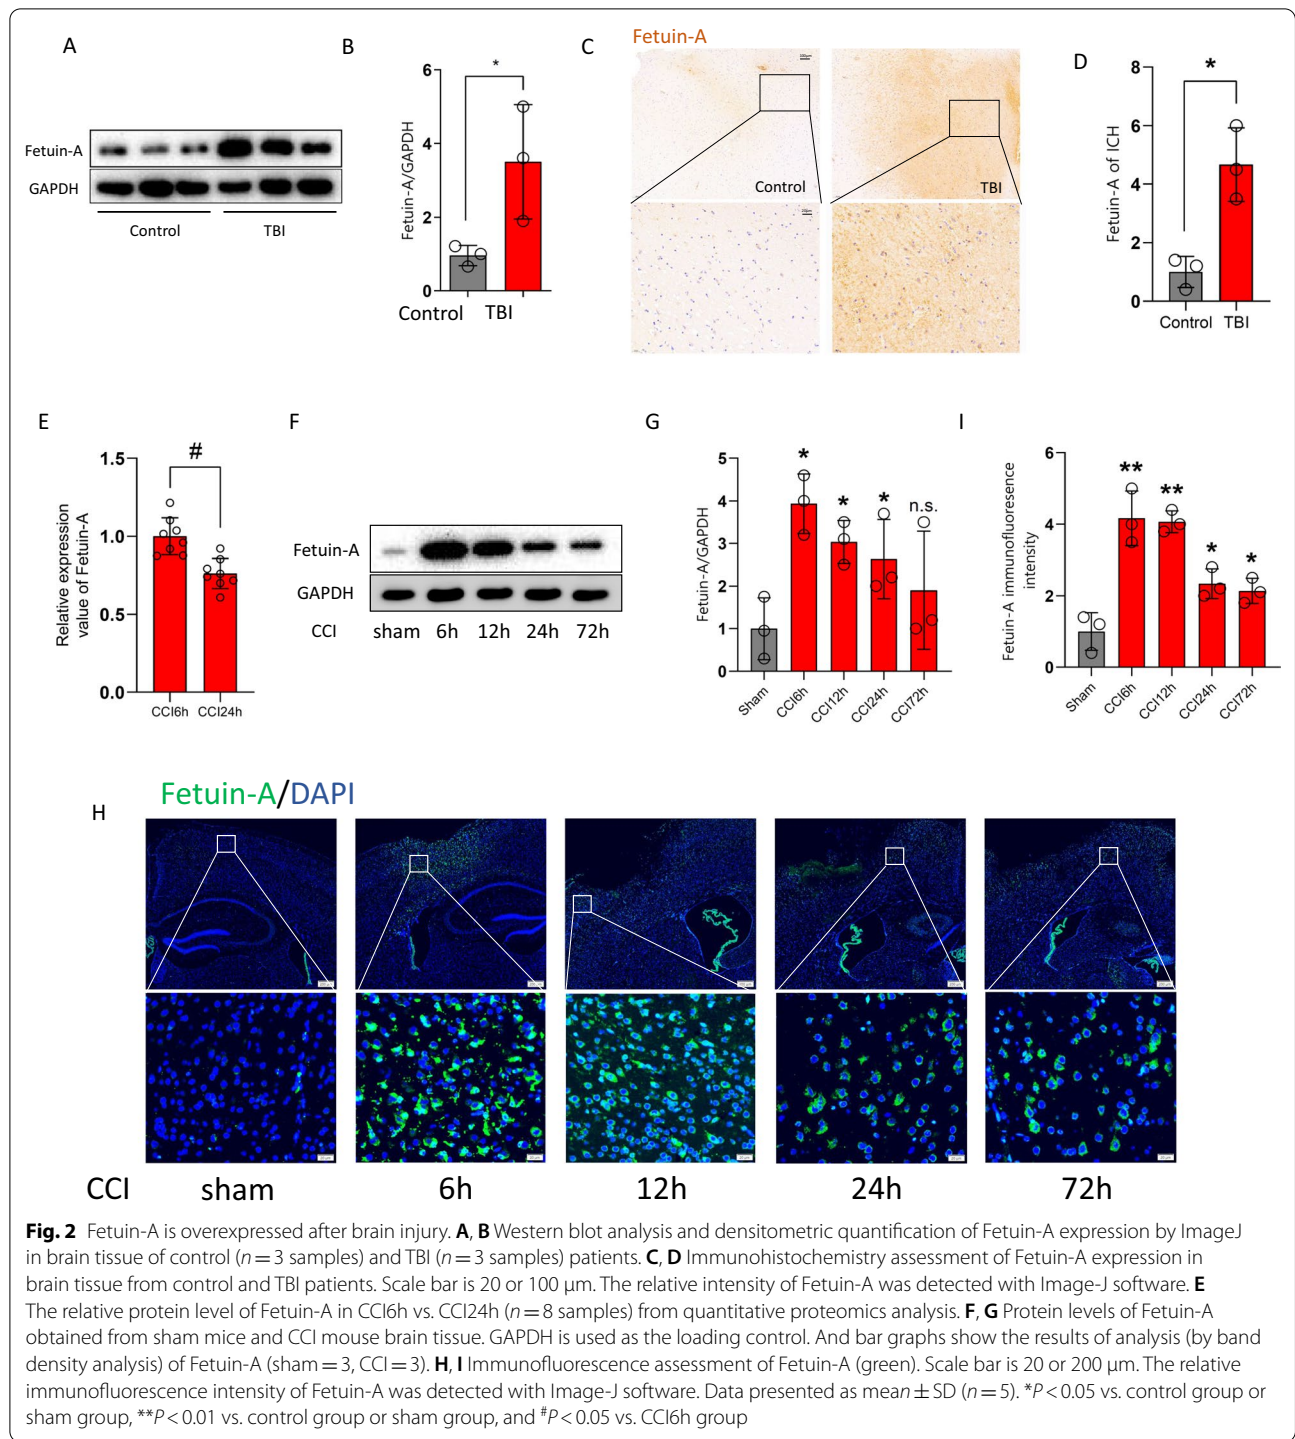 A
Fetuin-A
GAPDH
Control TBI
B
Fetuin-A/GAPDH
6
4
2
0
*
Control TBI
C
Fetuin-A
100μm
Control
TBI
20μm
D
Fetuin-A of ICH
8
6
4
2
0
*
Control TBI
E
Relative expression
value of Fetuin-A
1.5
1.0
0.5
0.0
#
CCI6h CCI24h
F
Fetuin-A
GAPDH
CCI sham 6h 12h 24h 72h
G
Fetuin-A/GAPDH
5
4
3
2
1
0
* * * n.s.
Sham CCI6h CCI12h CCI24h CCI72h
I
Fetuin-A immunofluoresence
intensity
6
4
2
0
** ** * *
Sham CCI6h CCI12h CCI24h CCI72h
H
Fetuin-A/DAPI
CCI sham 6h 12h 24h 72h
Fig. 2 Fetuin-A is overexpressed after brain injury. A, B Western blot analysis and densitometric quantification of Fetuin-A expression by ImageJ
in brain tissue of control (n = 3 samples) and TBI (n = 3 samples) patients. C, D Immunohistochemistry assessment of Fetuin-A expression in
brain tissue from control and TBI patients. Scale bar is 20 or 100 μm. The relative intensity of Fetuin-A was detected with Image-J software. E
The relative protein level of Fetuin-A in CCI6h vs. CCI24h (n = 8 samples) from quantitative proteomics analysis. F, G Protein levels of Fetuin-A
obtained from sham mice and CCI mouse brain tissue. GAPDH is used as the loading control. And bar graphs show the results of analysis (by band
density analysis) of Fetuin-A (sham = 3, CCI = 3). H, I Immunofluorescence assessment of Fetuin-A (green). Scale bar is 20 or 200 μm. The relative
immunofluorescence intensity of Fetuin-A was detected with Image-J software. Data presented as mean ± SD (n = 5). *P < 0.05 vs. control group or
sham group, **P < 0.01 vs. control group or sham group, and #P < 0.05 vs. CCI6h group